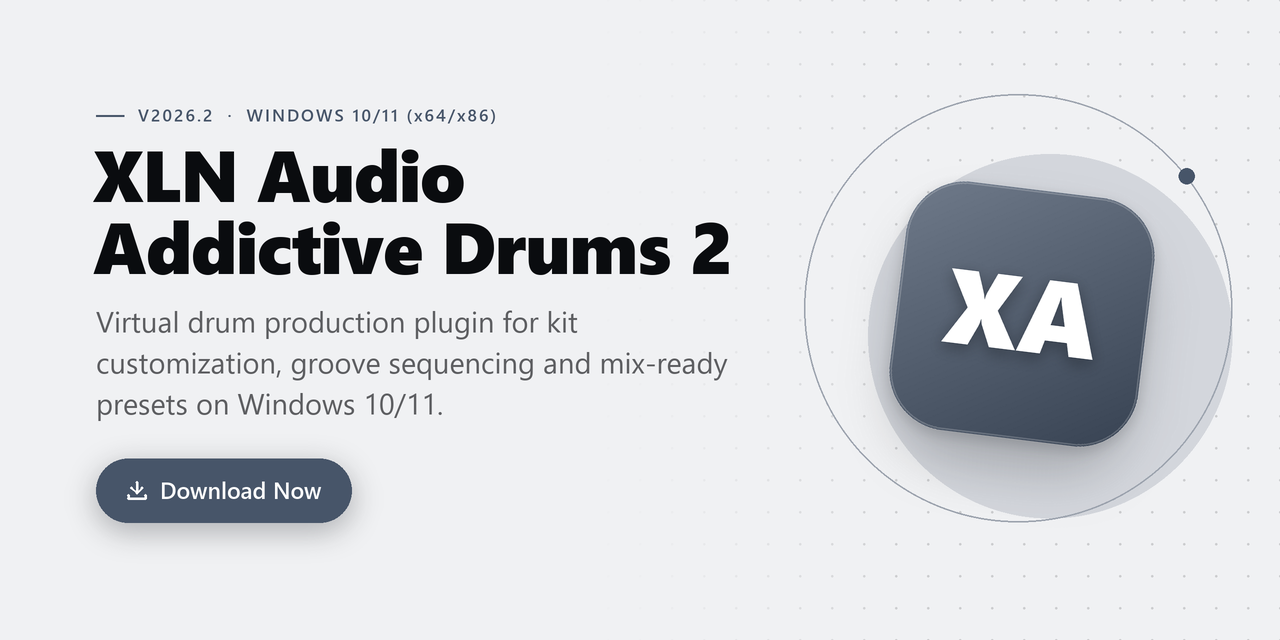 V2026.2 · WINDOWS 10/11 (x64/x86)
XLN Audio
Addictive Drums 2
Virtual drum production plugin for kit
customization, groove sequencing and mix-ready
presets on Windows 10/11.
Download Now
XA